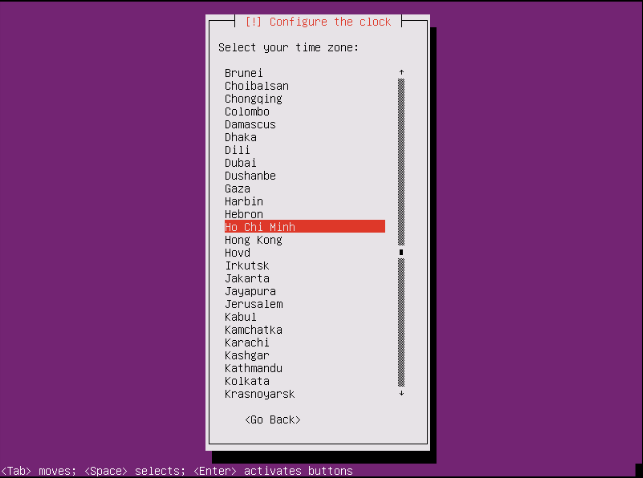 [!] Configure the clock
Select your time zone:
Brunei
Choibalsan
Chongqing
Colombo
Damascus
Dhaka
Dili
Dubai
Dushanbe
Gaza
Harbin
Hebron
Ho Chi Minh
Hong Kong
Hovd
Irkutsk
Jakarta
Jayapura
Jerusalem
Kabul
Kamchatka
Karachi
Kashgar
Kathmandu
Kolkata
Krasnoyarsk
<Go Back>
<Tab> moves; <Space> selects; <Enter> activates buttons